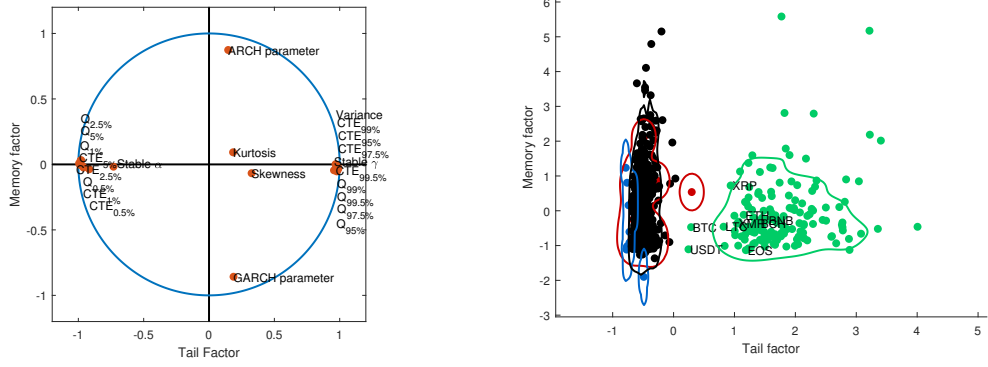 1
0.5
0
-0.5
-1
Memory factor
-1
-0.5
0
0.5
1
Tail Factor
ARCH parameter
Kurtosis
Skewness
GARCH parameter
Stable α
Q2.5%
Q5%
Q1%
CTE5%
CTE2.5%
Q0.5%
CTE1%
CTE0.5%
Variance
CTE99%
CTE95%
CTE97.5%
Stable γ
CTE99.5%
Q99%
Q99.5%
Q97.5%
Q95%
6
5
4
3
2
1
0
-1
-2
-3
Memory factor
-1
0
1
2
3
4
5
Tail factor
XRP
ETH
BNB
BTC
LTC
USDT
EOS